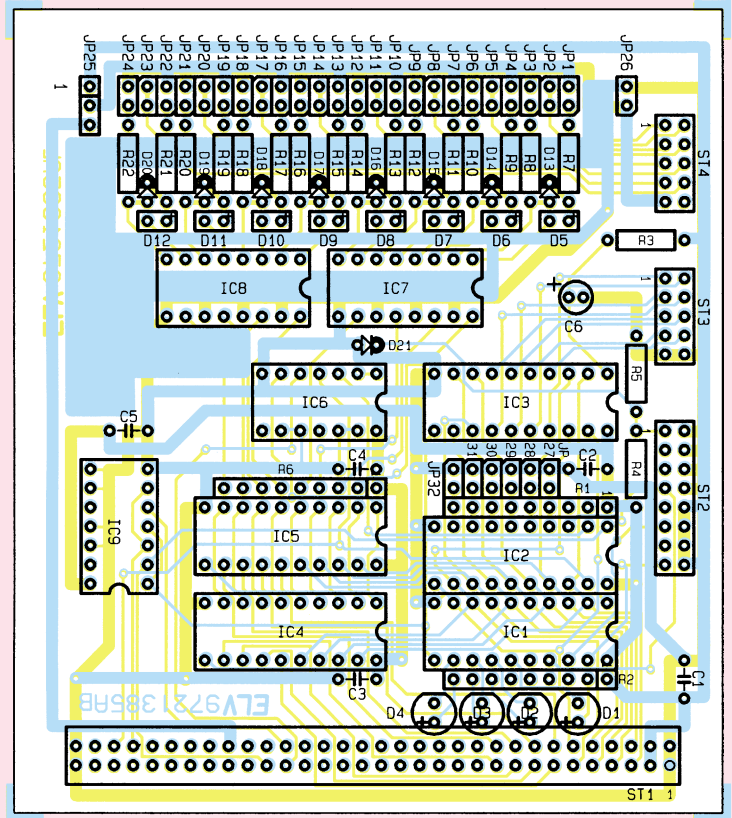 JP25 JP24 JP23 JP22 JP21 JP20 JP19 JP18 JP17 JP16 JP15 JP14 JP13 JP12 JP11 JP10 JP9 JP8 JP7 JP6 JP5 JP4 JP3 JP2 JP1 JP26
1
1
R22 D20 R21 R20 D19 R19 R18 D18 R17 R16 D17 R15 R14 D16 R13 R12 D15 R11 R10 D14 R9 R8 D13 R7 ST4
D12 D11 D10 D9 D8 D7 D6 D5 R3
IC8 IC7 + C6 1 ST3
D21
R5
IC6 IC3
C5 1
31 30 29 28 27 JP
R6 C4 JP32 C2 R4
R1 1 ST2
IC9 IC5 IC2
IC4 IC1
C3 R2 C1
ELV9721385AB
D4 + D3 + D2 + D1 +
ST1 1